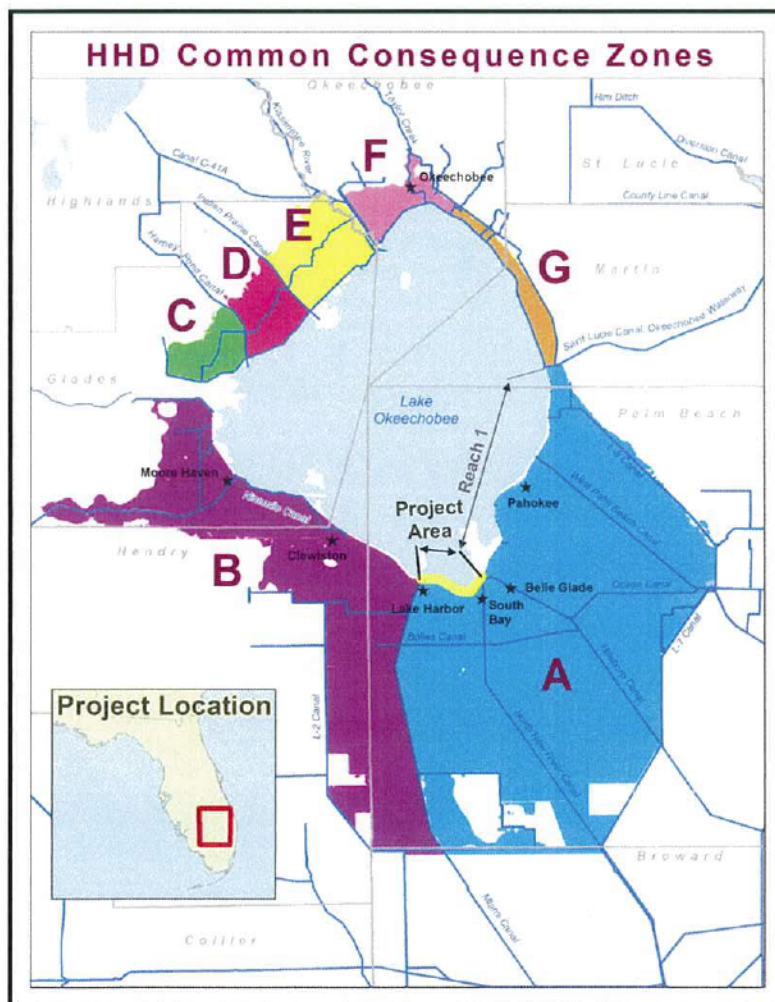 HHD Common Consequence Zones
Okeechobee
Taylor Creek
Kissimmee River
Rim Ditch
Diversion Canal
Canal C-41A
F
Okeechobee
St Lucie
County Line Canal
Highlands
Indian Prairie Canal
E
Harney Pond Canal
D
G
Martin
C
Saint Lucie Canal, Okeechobee Waterway
Glades
Lake
Okeechobee
Palm Beach
Reach 1
L-8 Canal
West Palm Beach Canal
Moore Haven
Pahokee
Project
Area
Hendry
Clewiston
B
Lake Harbor
Belle Glade
South
Bay
Ocean Canal
Bolles Canal
L-7 Canal
Hillsboro Canal
A
Project Location
L-2 Canal
North New River Canal
Broward
Miami Canal
Collier